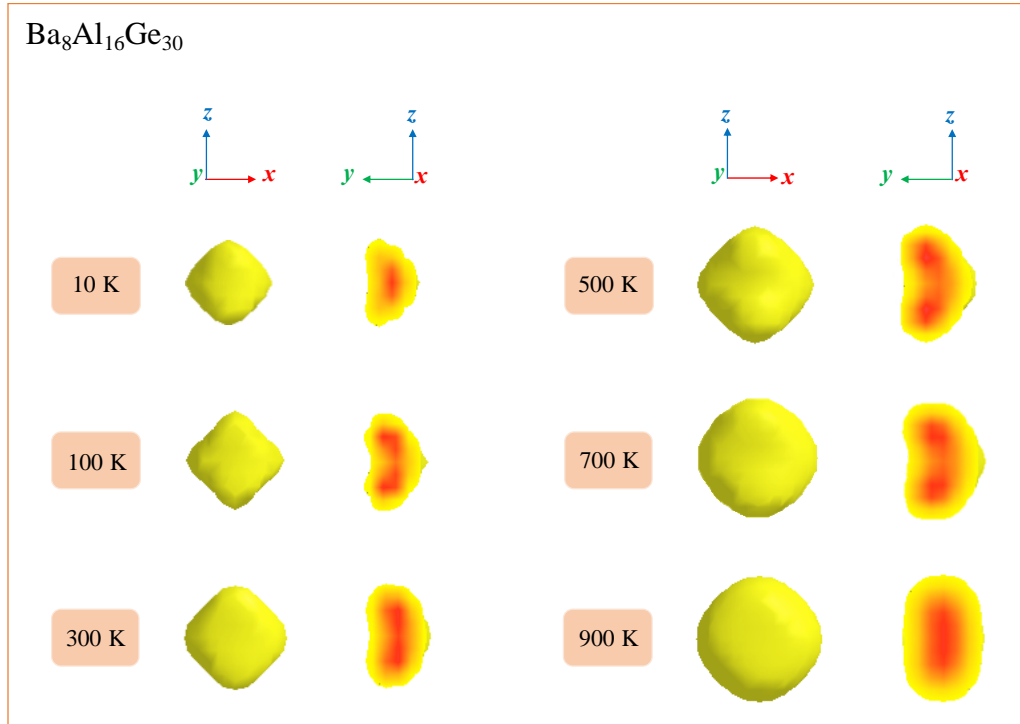 Ba₈Al₁₆Ge₃₀
z z z z
y x y x y x y x
10 K 500 K
100 K 700 K
300 K 900 K